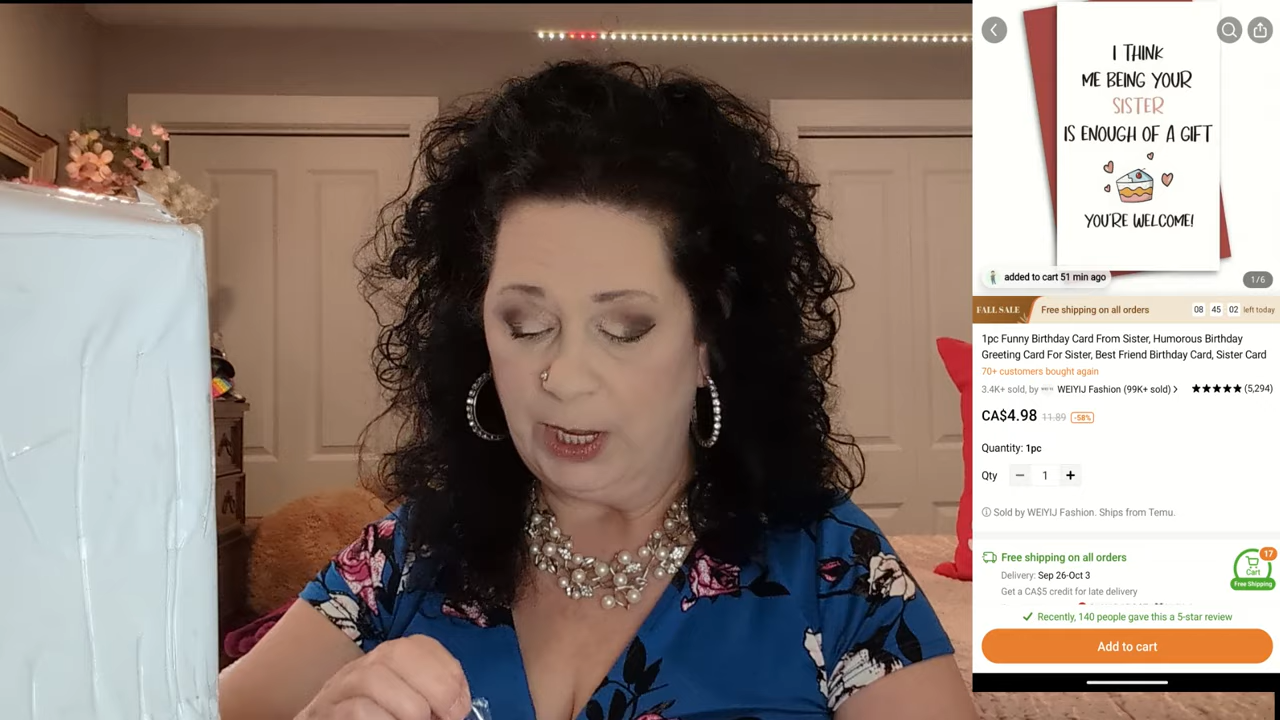 I THINK
ME BEING YOUR
SISTER
IS ENOUGH OF A GIFT
YOU'RE WELCOME!
added to cart 51 min ago
1/6
FALL SALE
Free shipping on all orders
08 45 02 left today
1pc Funny Birthday Card From Sister, Humorous Birthday
Greeting Card For Sister, Best Friend Birthday Card, Sister Card
70+ customers bought again
3.4K+ sold, by WEIYIJ Fashion (99K+ sold) > ★★★★★ (5,294)
CA$4.98 11.89 -58%
Quantity: 1pc
Qty − 1 +
Sold by WEIYIJ Fashion. Ships from Temu.
Free shipping on all orders
17
Cart
Free Shipping
Delivery: Sep 26-Oct 3
Get a CA$5 credit for late delivery
Recently, 140 people gave this a 5-star review
Add to cart